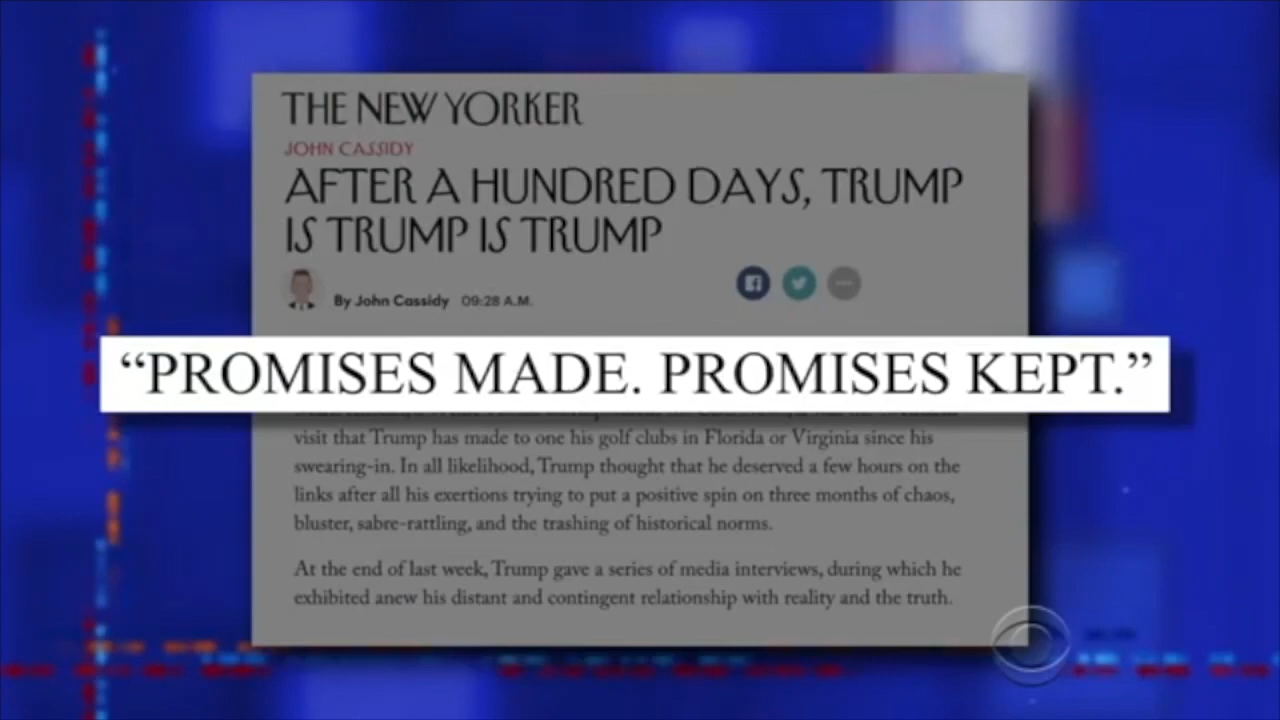 THE NEW YORKER
JOHN CASSIDY
AFTER A HUNDRED DAYS, TRUMP
IS TRUMP IS TRUMP
By John Cassidy 09:28 A.M.
“PROMISES MADE. PROMISES KEPT.”
visit that Trump has made to one his golf clubs in Florida or Virginia since his
swearing-in. In all likelihood, Trump thought that he deserved a few hours on the
links after all his exertions trying to put a positive spin on three months of chaos,
bluster, sabre-rattling, and the trashing of historical norms.
At the end of last week, Trump gave a series of media interviews, during which he
exhibited anew his distant and contingent relationship with reality and the truth.